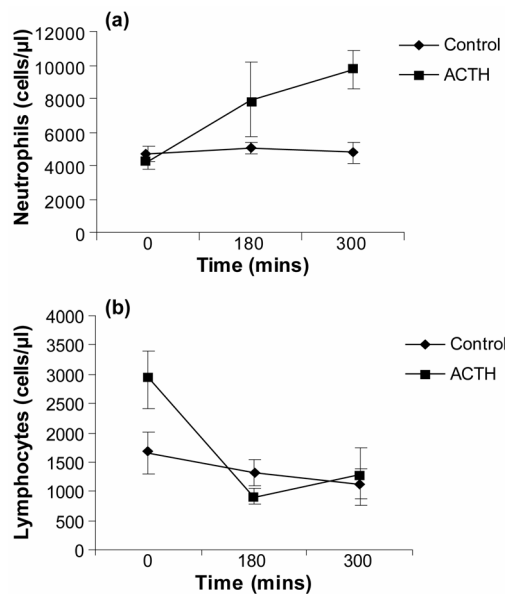 (a)
Neutrophils (cells/µl)
12000
10000
8000
6000
4000
2000
0
0 180 300
Time (mins)
Control
ACTH
(b)
Lymphocytes (cells/µl)
4000
3500
3000
2500
2000
1500
1000
500
0
0 180 300
Time (mins)
Control
ACTH